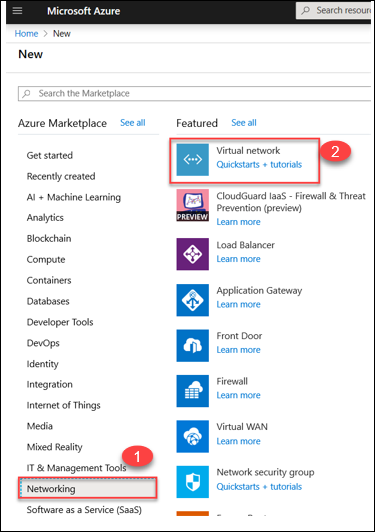 Microsoft Azure
Search resou
Home > New
New
Search the Marketplace
Azure Marketplace See all
Featured See all
Get started
Recently created
AI + Machine Learning
Analytics
Blockchain
Compute
Containers
Databases
Developer Tools
DevOps
Identity
Integration
Internet of Things
Media
Mixed Reality
1
IT & Management Tools
Networking
Software as a Service (SaaS)
Virtual network
Quickstarts + tutorials
2
PREVIEW
CloudGuard IaaS - Firewall & Threat
Prevention (preview)
Learn more
Load Balancer
Learn more
Application Gateway
Learn more
Front Door
Learn more
Firewall
Learn more
Virtual WAN
Learn more
Network security group
Quickstarts + tutorials